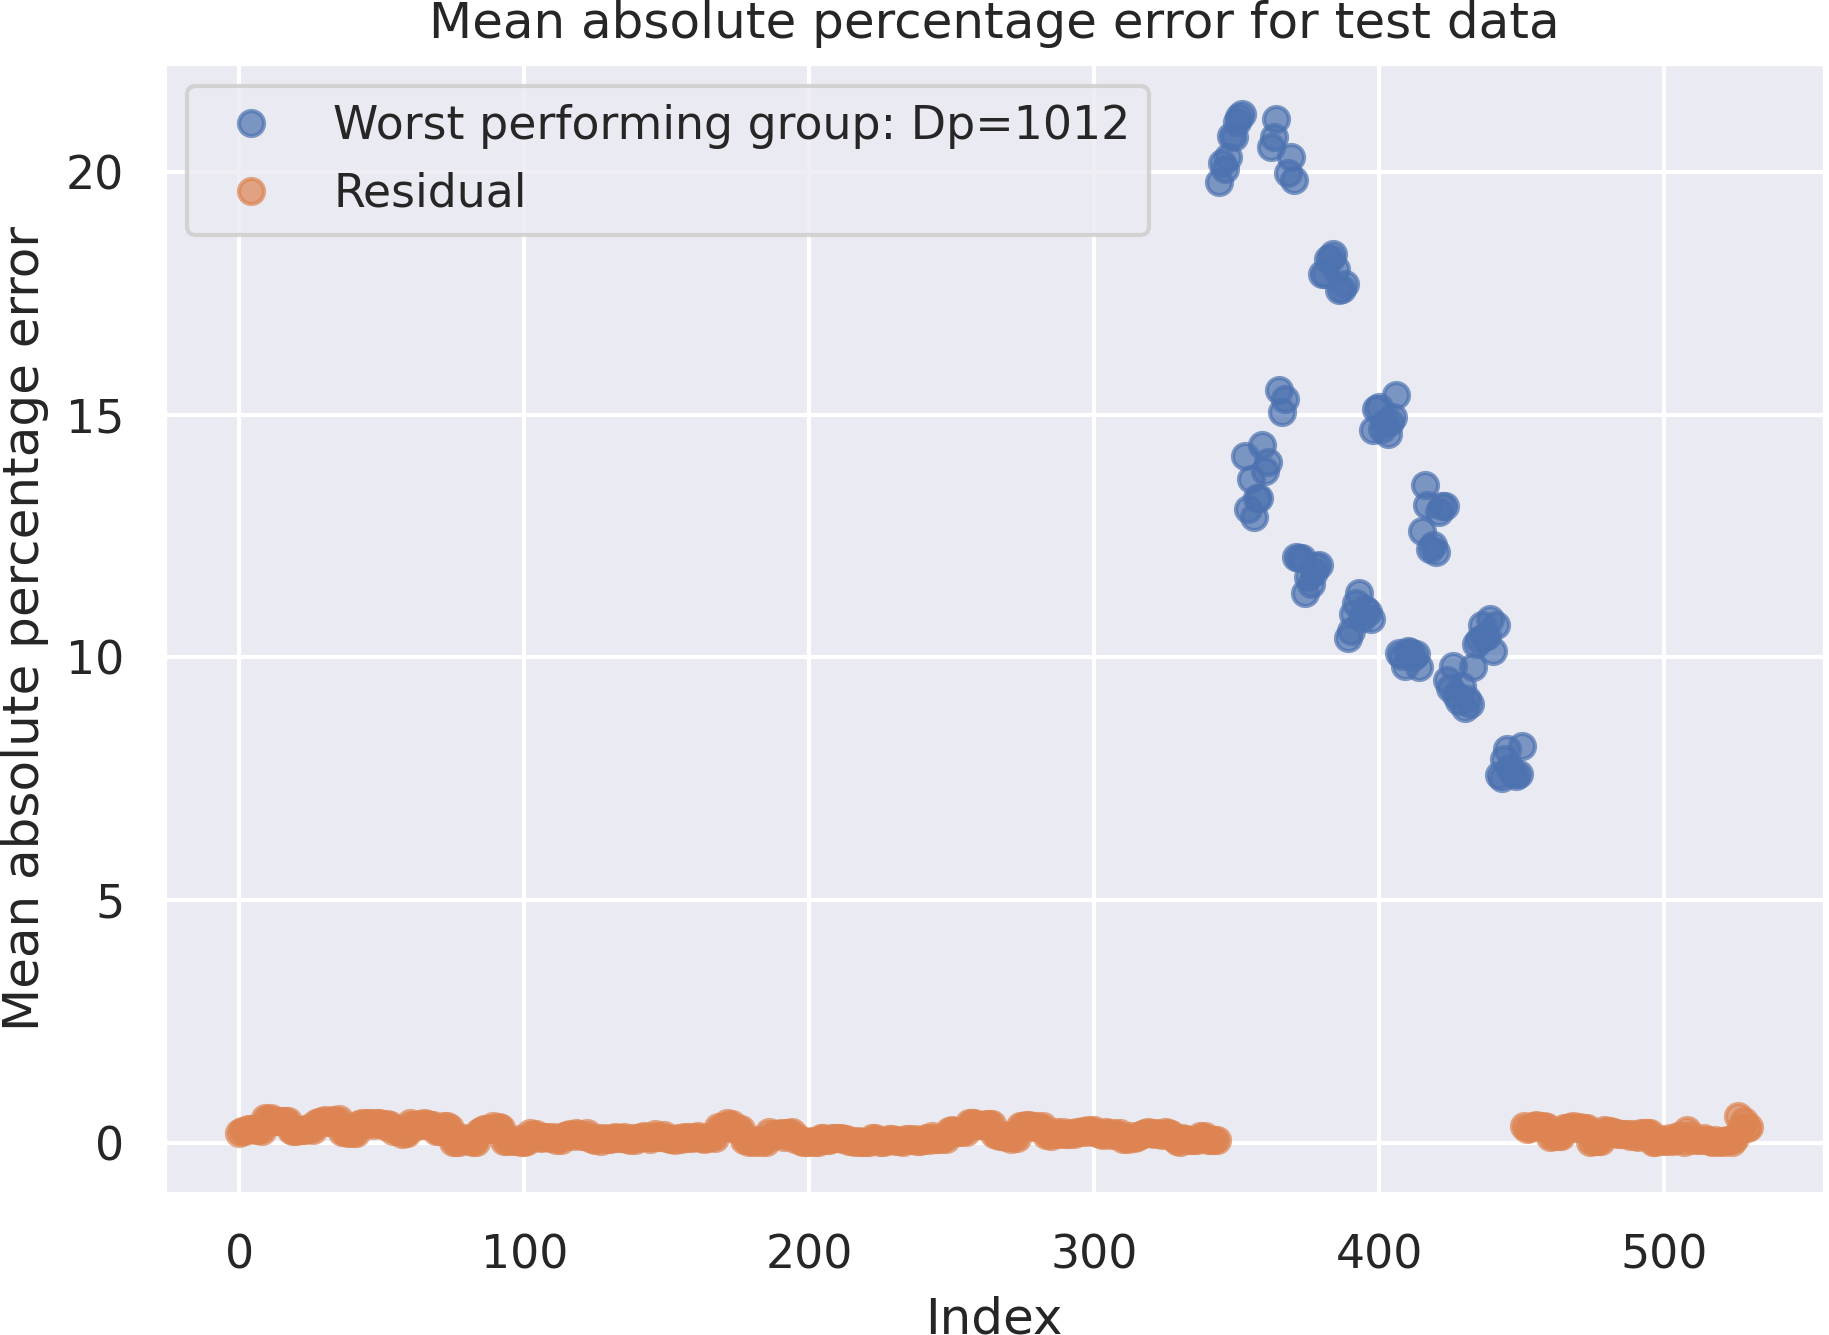 Mean absolute percentage error for test data
Worst performing group: Dp=1012
Residual
Mean absolute percentage error
20
15
10
5
0
0 100 200 300 400 500
Index